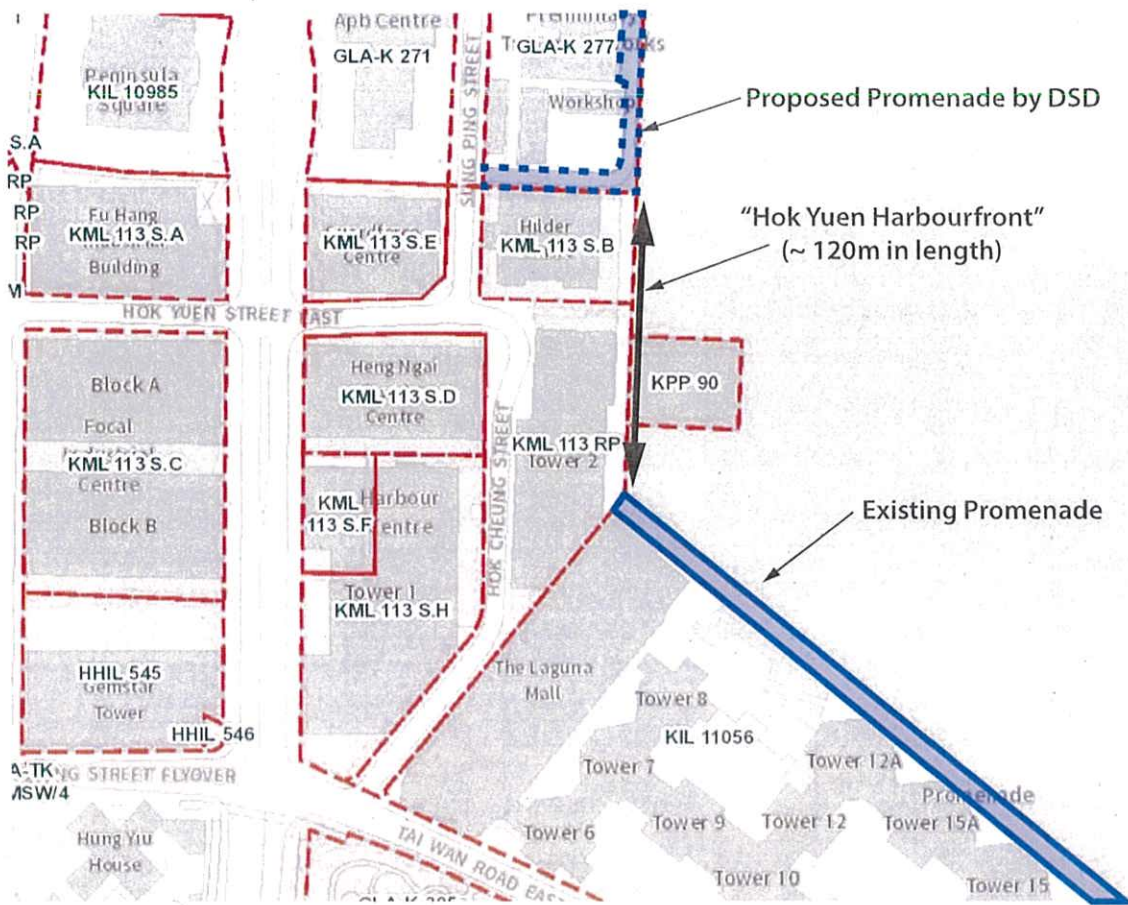 Apb Centre
GLA-K 271
SUNG PING STREET
GLA-K 277
Workshop
Peninsula
KIL 10985
Square
Proposed Promenade by DSD
S.A
RP
RP
RP
Fu Hang
KML 113 S.A
Building
KML 113 S.E
Centre
Hilder
KML 113 S.B
"Hok Yuen Harbourfront"
(~ 120m in length)
M
HOK YUEN STREET EAST
Block A
Focal
KML 113 S.C
Centre
Block B
Heng Ngai
KML 113 S.D
Centre
KPP 90
HOK CHEUNG STREET
KML 113 RP
Tower 2
KML
113 S.F
Harbour
Centre
Tower 1
KML 113 S.H
Existing Promenade
HHIL 545
Gemstar
Tower
HHIL 546
The Laguna
Mall
Tower 8
KIL 11056
Tower 7
Tower 12A
Promenade
A-TK
NG STREET FLYOVER
MSW/4
Tower 6
Tower 9
Tower 12
Tower 15A
Hung Yiu
House
TAI WAN ROAD EAST
Tower 10
Tower 15